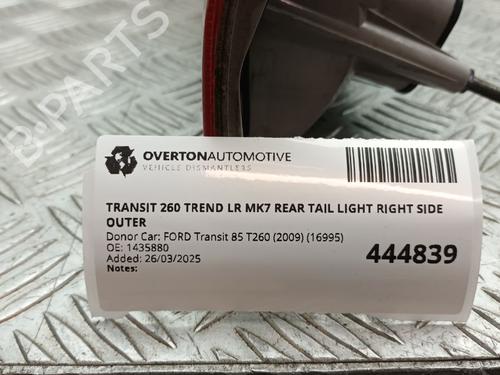 B-PARTS
OVERTONAUTOMOTIVE
VEHICLE DISMANTLERS
TRANSIT 260 TREND LR MK7 REAR TAIL LIGHT RIGHT SIDE
OUTER
Donor Car: FORD Transit 85 T260 (2009) (16995)
OE: 1435880
Added: 26/03/2025
Notes:
444839